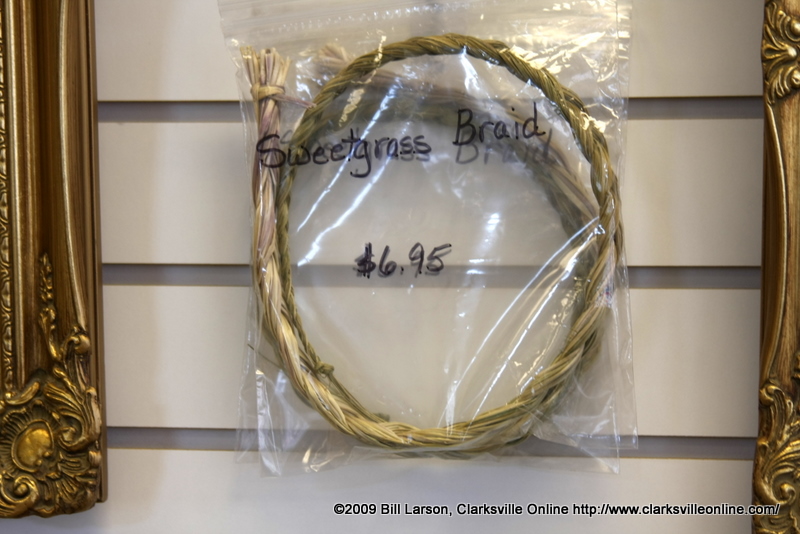 Sweetgrass Braid
$6.95
©2009 Bill Larson, Clarksville Online http://www.clarksvilleonline.com/